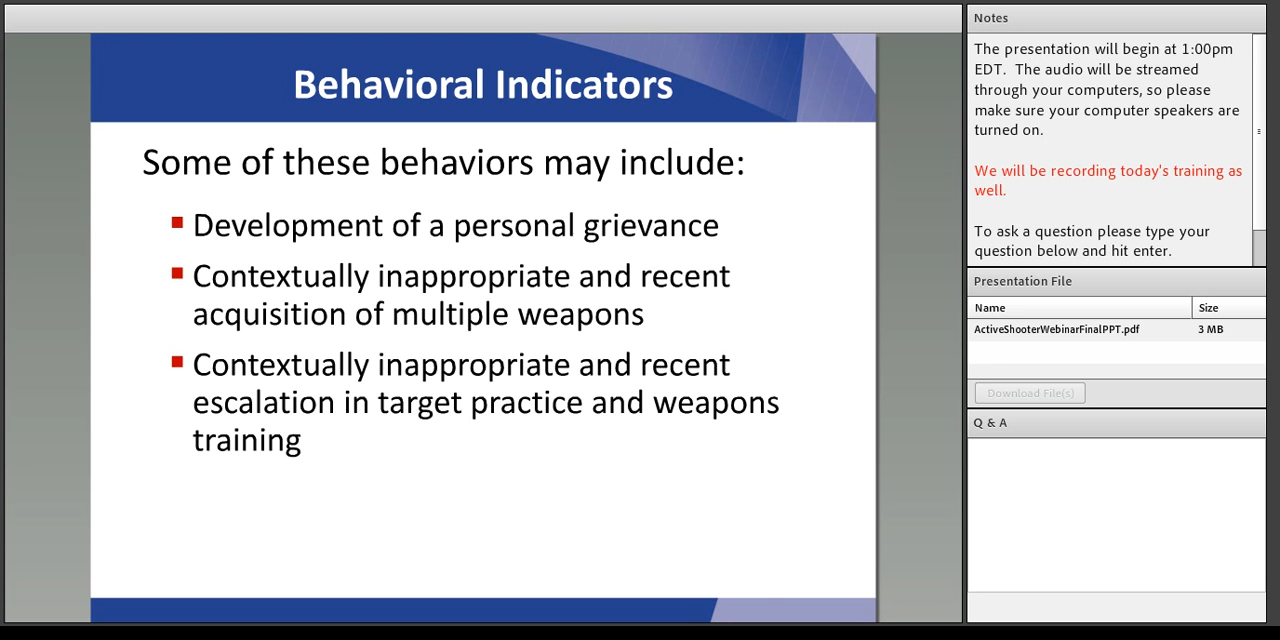 Behavioral Indicators
Some of these behaviors may include:
Development of a personal grievance
Contextually inappropriate and recent
acquisition of multiple weapons
Contextually inappropriate and recent
escalation in target practice and weapons
training
Notes
The presentation will begin at 1:00pm
EDT. The audio will be streamed
through your computers, so please
make sure your computer speakers are
turned on.
We will be recording today's training as
well.
To ask a question please type your
question below and hit enter.
Presentation File
Name Size
ActiveShooterWebinarFinalPPT.pdf 3 MB
Download File(s)
Q & A